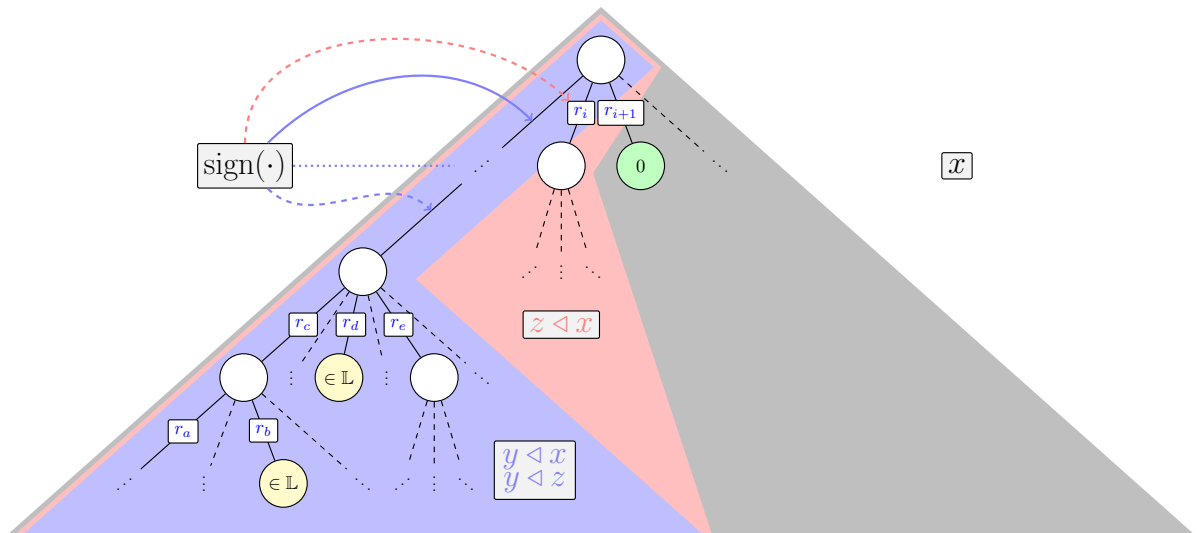 r_i
r_{i+1}
sign(·)
0
x
r_c
r_d
r_e
z ◁ x
∈ 𝕃
r_a
r_b
y ◁ x
y ◁ z
∈ 𝕃